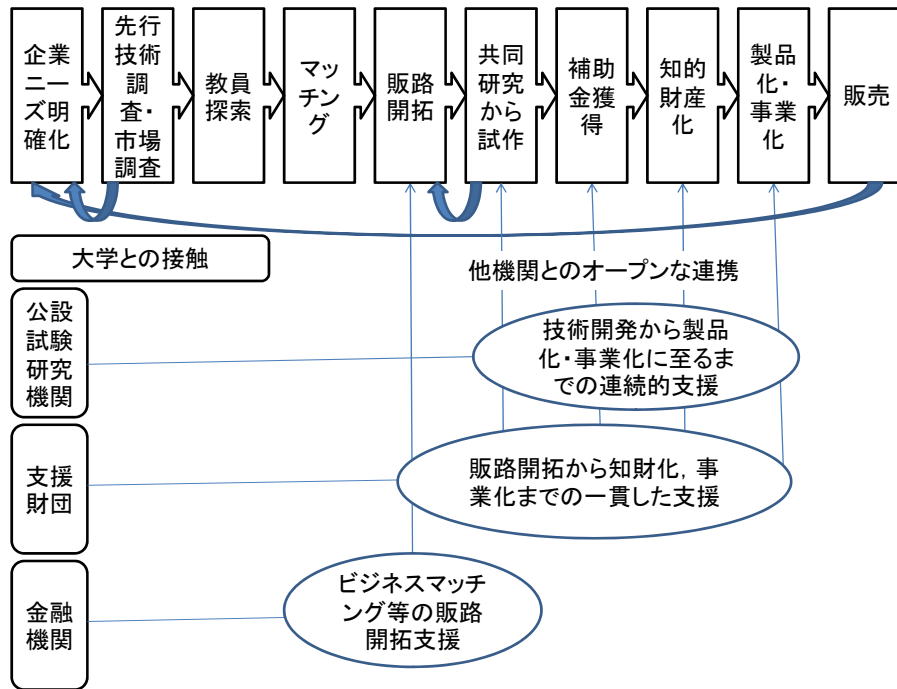 企業
ニー
ズ明
確化
先行
技術
調
査・
市場
調査
教員
探索
マッ
チン
グ
販路
開拓
共同
研究
から
試作
補助
金獲
得
知的
財産
化
製品
化・
事業
化
販売
大学との接触
他機関とのオープンな連携
公設
試験
研究
機関
技術開発から製品
化・事業化に至るま
での連続的支援
支援
財団
販路開拓から知財化，事
業化までの一貫した支援
金融
機関
ビジネスマッチ
ング等の販路
開拓支援